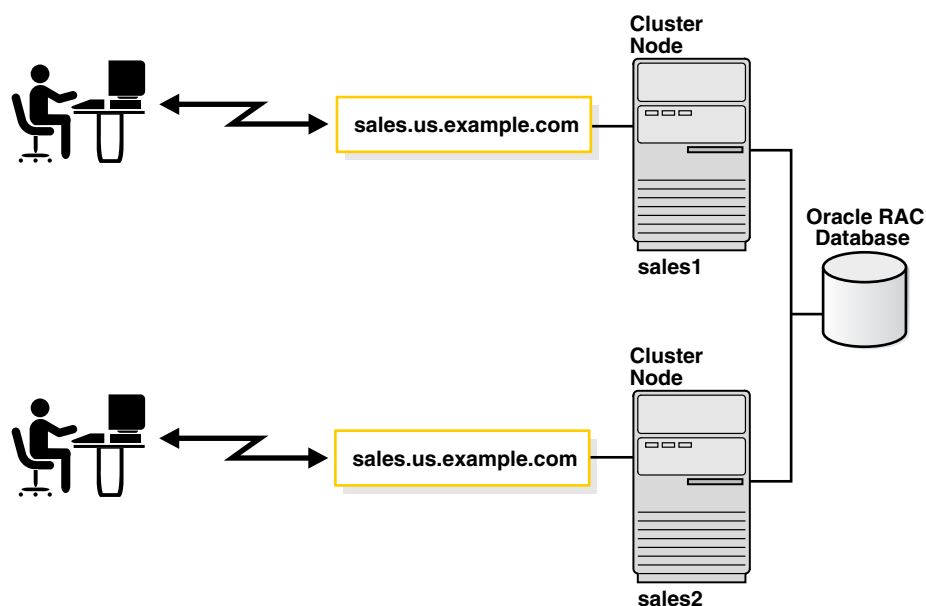 Cluster
Node
sales.us.example.com
sales1
Oracle RAC
Database
Cluster
Node
sales.us.example.com
sales2